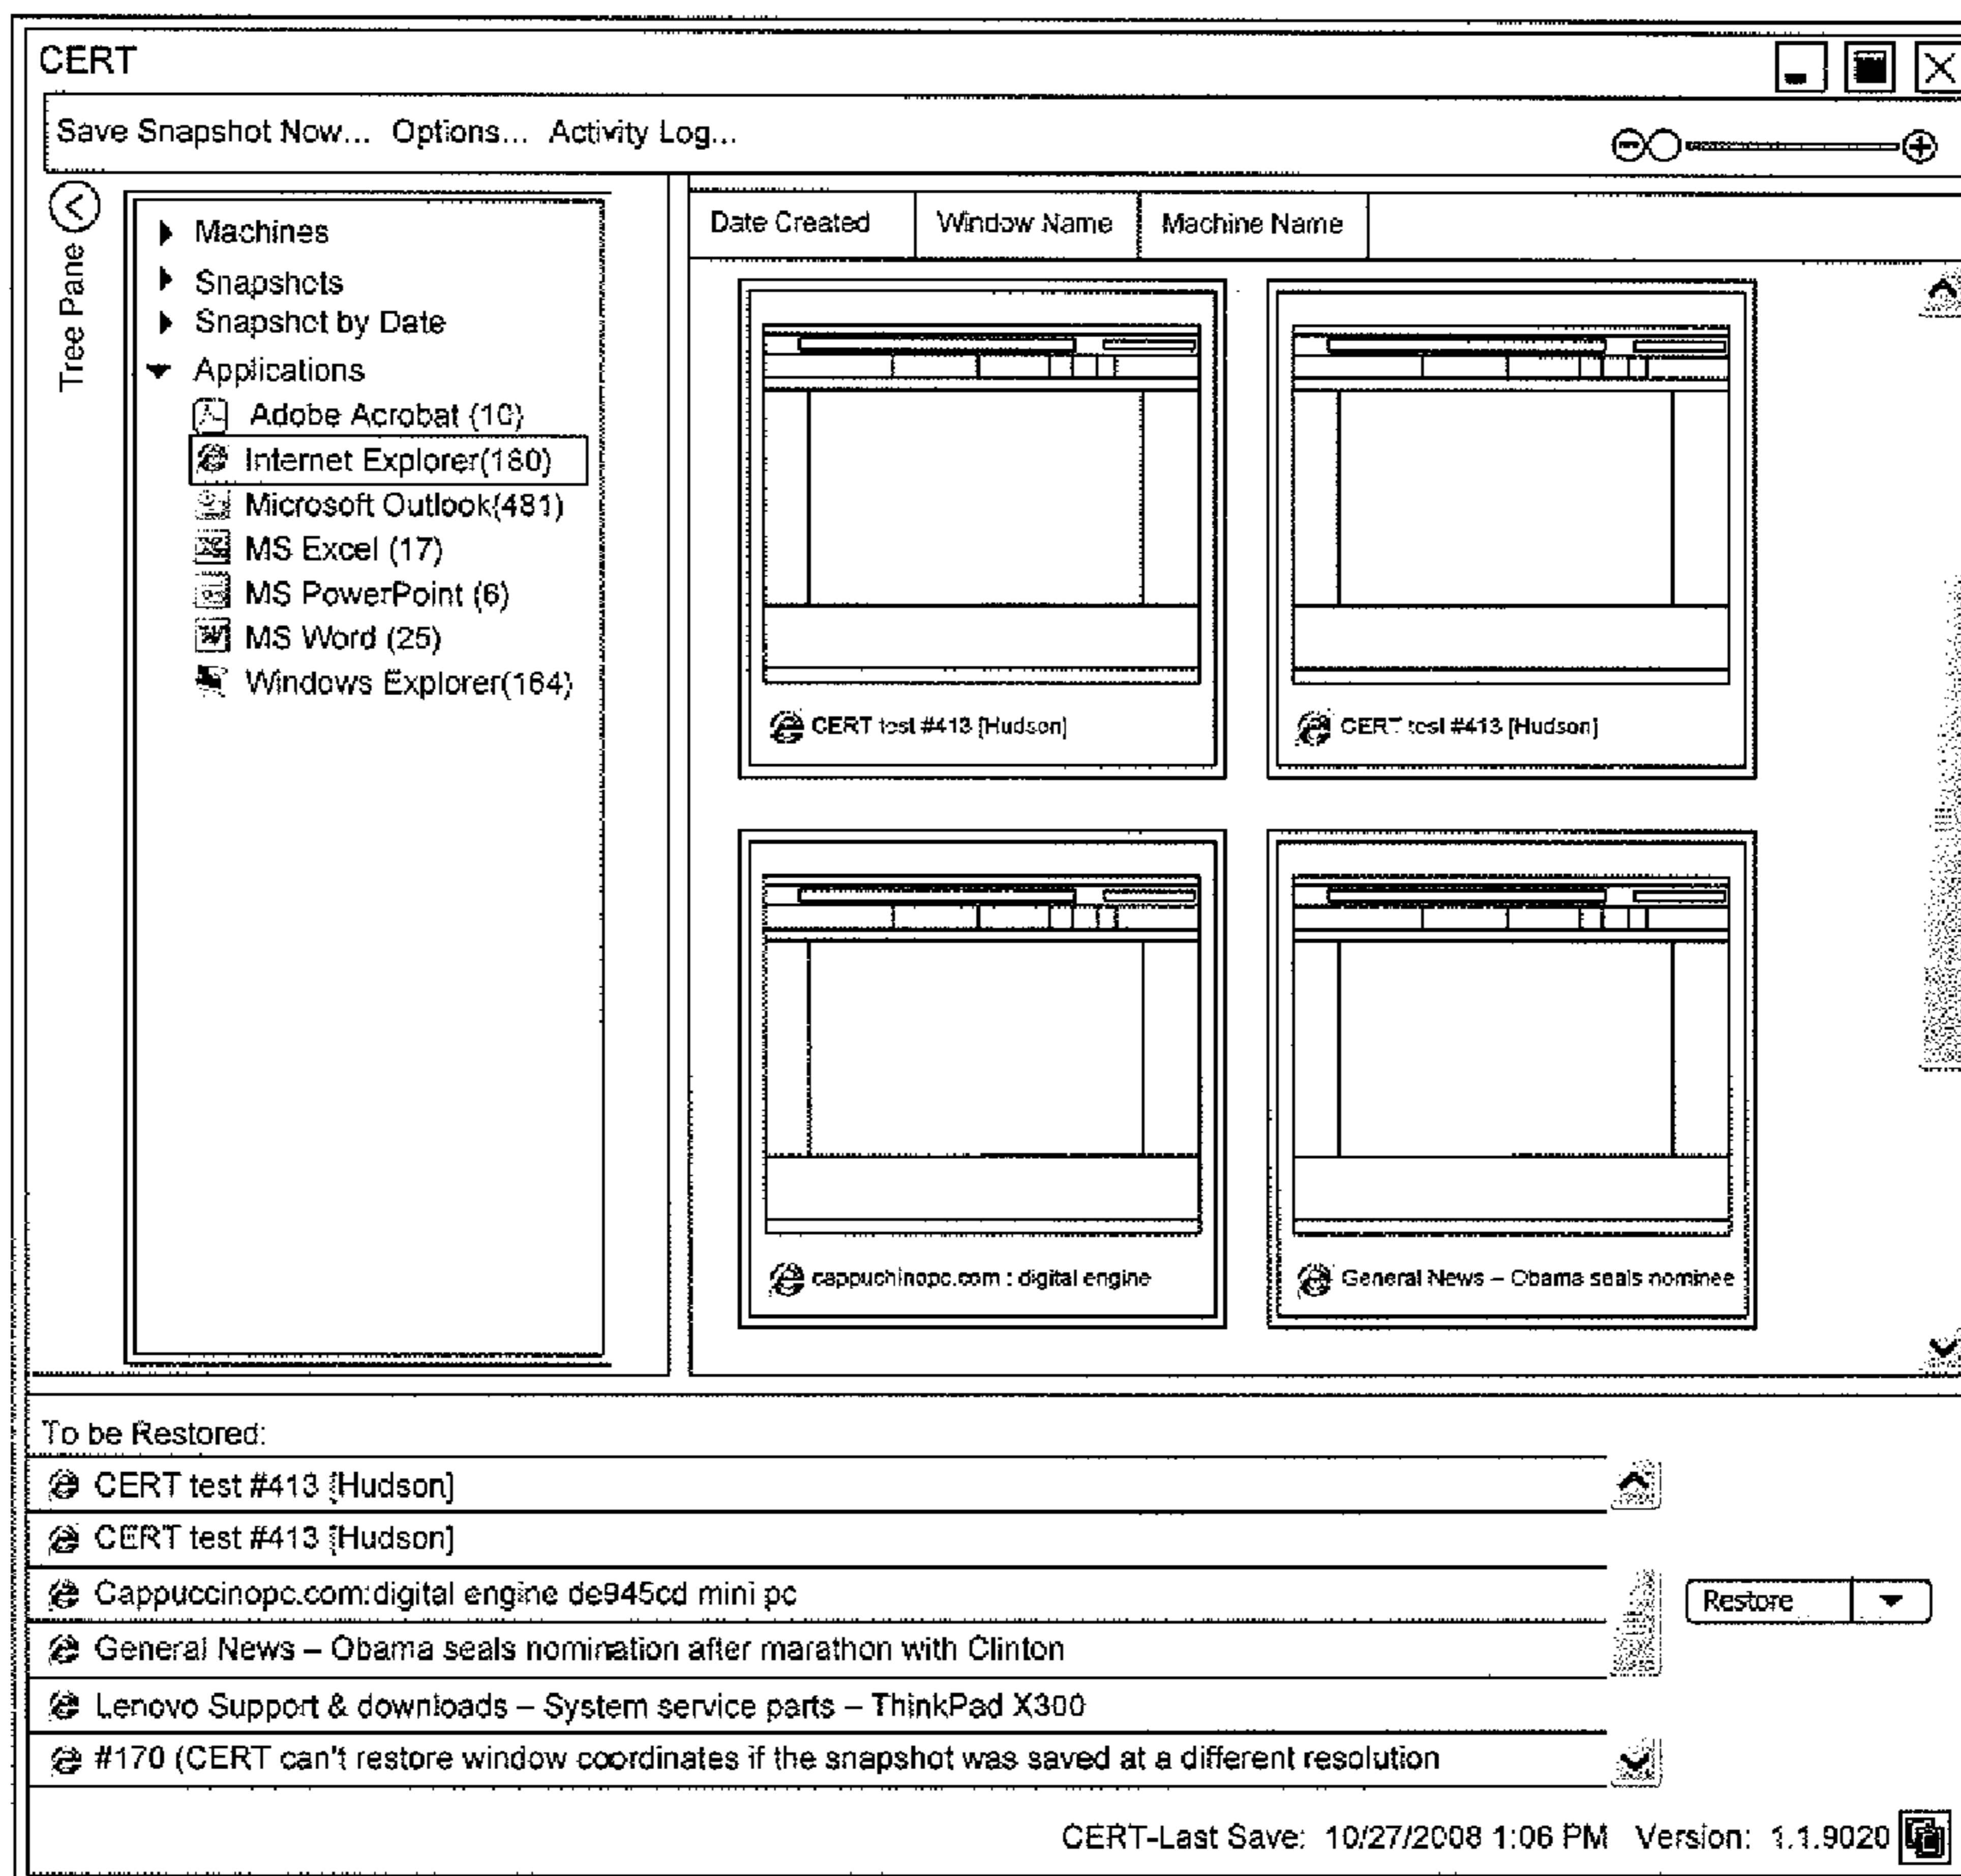 CERT
Save Snapshot Now... Options... Activity Log...
Tree Pane
Machines
Snapshots
Snapshot by Date
Applications
Adobe Acrobat (10)
Internet Explorer(180)
Microsoft Outlook(481)
MS Excel (17)
MS PowerPoint (6)
MS Word (25)
Windows Explorer(164)
Date Created Window Name Machine Name
CERT test #413 [Hudson]
CERT test #413 [Hudson]
cappuchinopc.com : digital engine
General News – Obama seals nominee
To be Restored:
CERT test #413 [Hudson]
CERT test #413 [Hudson]
Cappuccinopc.com:digital engine de945cd mini pc
General News – Obama seals nomination after marathon with Clinton
Lenovo Support & downloads – System service parts – ThinkPad X300
#170 (CERT can't restore window coordinates if the snapshot was saved at a different resolution
Restore
CERT-Last Save: 10/27/2008 1:06 PM Version: 1.1.9020